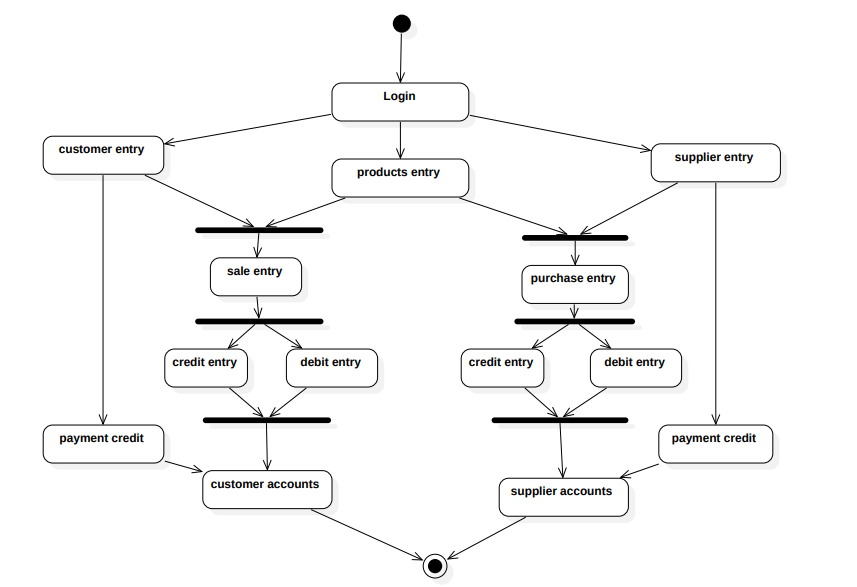 Login
customer entry
products entry
supplier entry
sale entry
purchase entry
credit entry
debit entry
credit entry
debit entry
payment credit
payment credit
customer accounts
supplier accounts